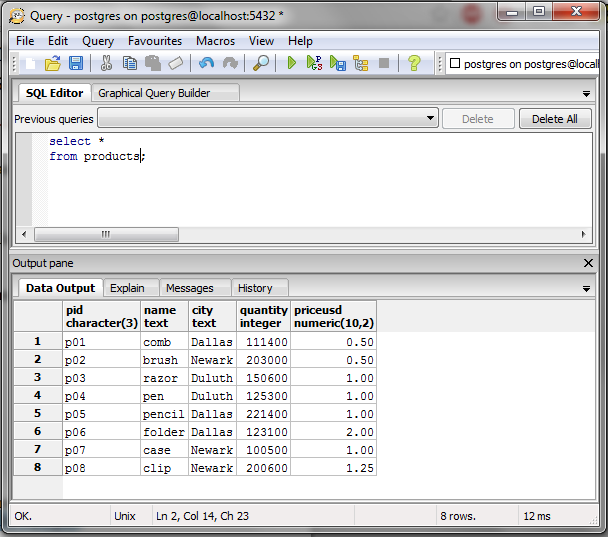 Query - postgres on postgres@localhost:5432 *
File Edit Query Favourites Macros View Help
postgres on postgres@local
SQL Editor Graphical Query Builder
Previous queries Delete Delete All
select *
from products;
Output pane
Data Output Explain Messages History
pid name city quantity priceusd
character(3) text text integer numeric(10,2)
1 p01 comb Dallas 111400 0.50
2 p02 brush Newark 203000 0.50
3 p03 razor Duluth 150600 1.00
4 p04 pen Duluth 125300 1.00
5 p05 pencil Dallas 221400 1.00
6 p06 folder Dallas 123100 2.00
7 p07 case Newark 100500 1.00
8 p08 clip Newark 200600 1.25
OK. Unix Ln 2, Col 14, Ch 23 8 rows. 12 ms